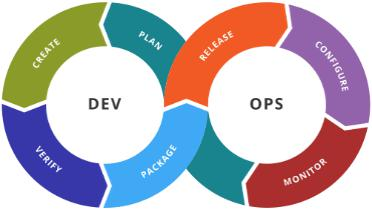 CREATE
PLAN
RELEASE
CONFIGURE
DEV
OPS
VERIFY
PACKAGE
MONITOR